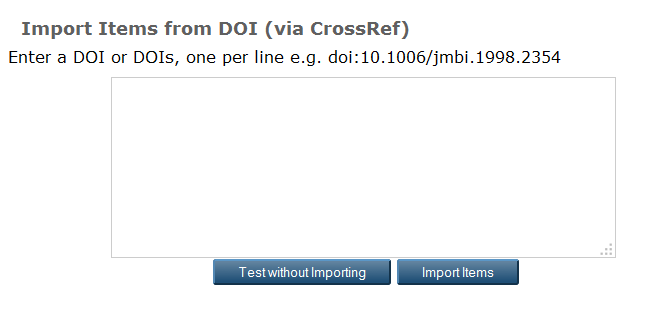 Import Items from DOI (via CrossRef)
Enter a DOI or DOIs, one per line e.g. doi:10.1006/jmbi.1998.2354
Test without Importing
Import Items